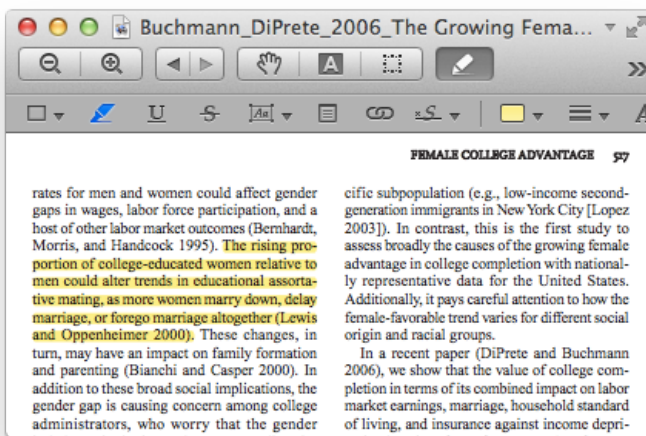 Buchmann_DiPrete_2006_The Growing Fema...
A
U
S
Aa
S
A
FEMALE COLLEGE ADVANTAGE 527
rates for men and women could affect gender
gaps in wages, labor force participation, and a
host of other labor market outcomes (Bernhardt,
Morris, and Handcock 1995). The rising pro-
portion of college-educated women relative to
men could alter trends in educational assorta-
tive mating, as more women marry down, delay
marriage, or forego marriage altogether (Lewis
and Oppenheimer 2000). These changes, in
turn, may have an impact on family formation
and parenting (Bianchi and Casper 2000). In
addition to these broad social implications, the
gender gap is causing concern among college
administrators, who worry that the gender
cific subpopulation (e.g., low-income second-
generation immigrants in New York City [Lopez
2003]). In contrast, this is the first study to
assess broadly the causes of the growing female
advantage in college completion with national-
ly representative data for the United States.
Additionally, it pays careful attention to how the
female-favorable trend varies for different social
origin and racial groups.
In a recent paper (DiPrete and Buchmann
2006), we show that the value of college com-
pletion in terms of its combined impact on labor
market earnings, marriage, household standard
of living, and insurance against income depri-